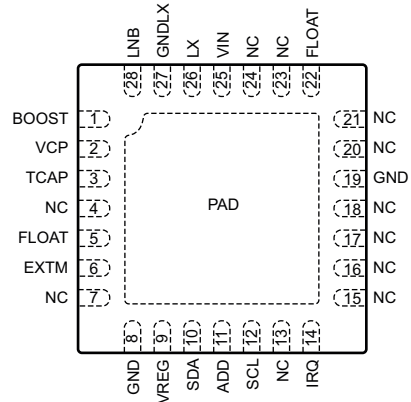 LNB
GNDLX
LX
VIN
NC
NC
FLOAT
28
27
26
25
24
23
22
BOOST 1
VCP 2
TCAP 3
NC 4
FLOAT 5
EXTM 6
NC 7
PAD
21 NC
20 NC
19 GND
18 NC
17 NC
16 NC
15 NC
8
9
10
11
12
13
14
GND
VREG
SDA
ADD
SCL
NC
IRQ